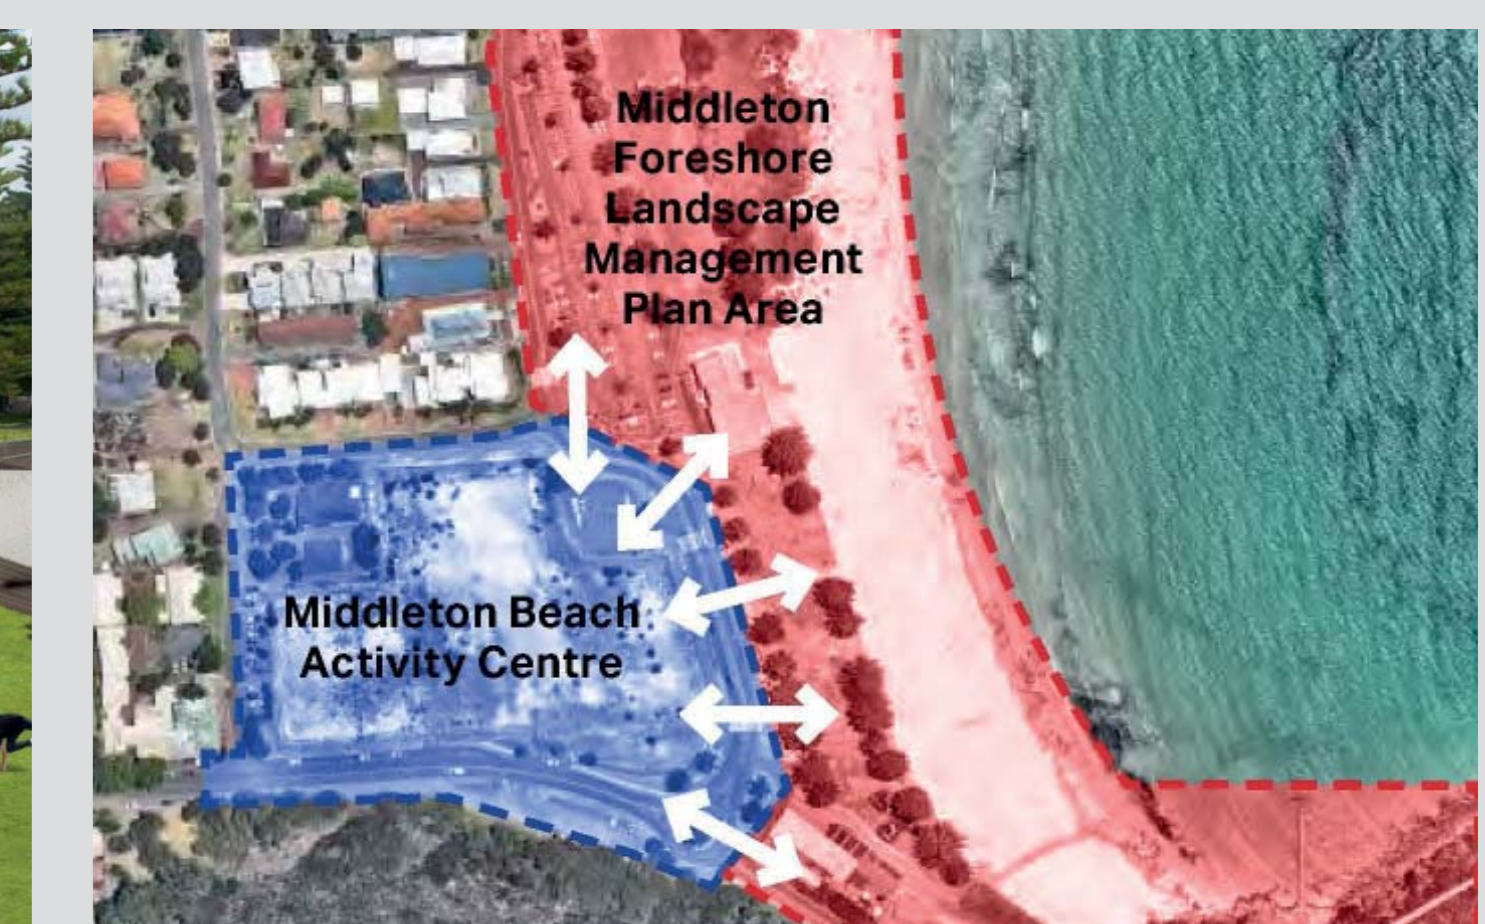 Middleton
Foreshore
Landscape
Management
Plan Area
Middleton Beach
Activity Centre